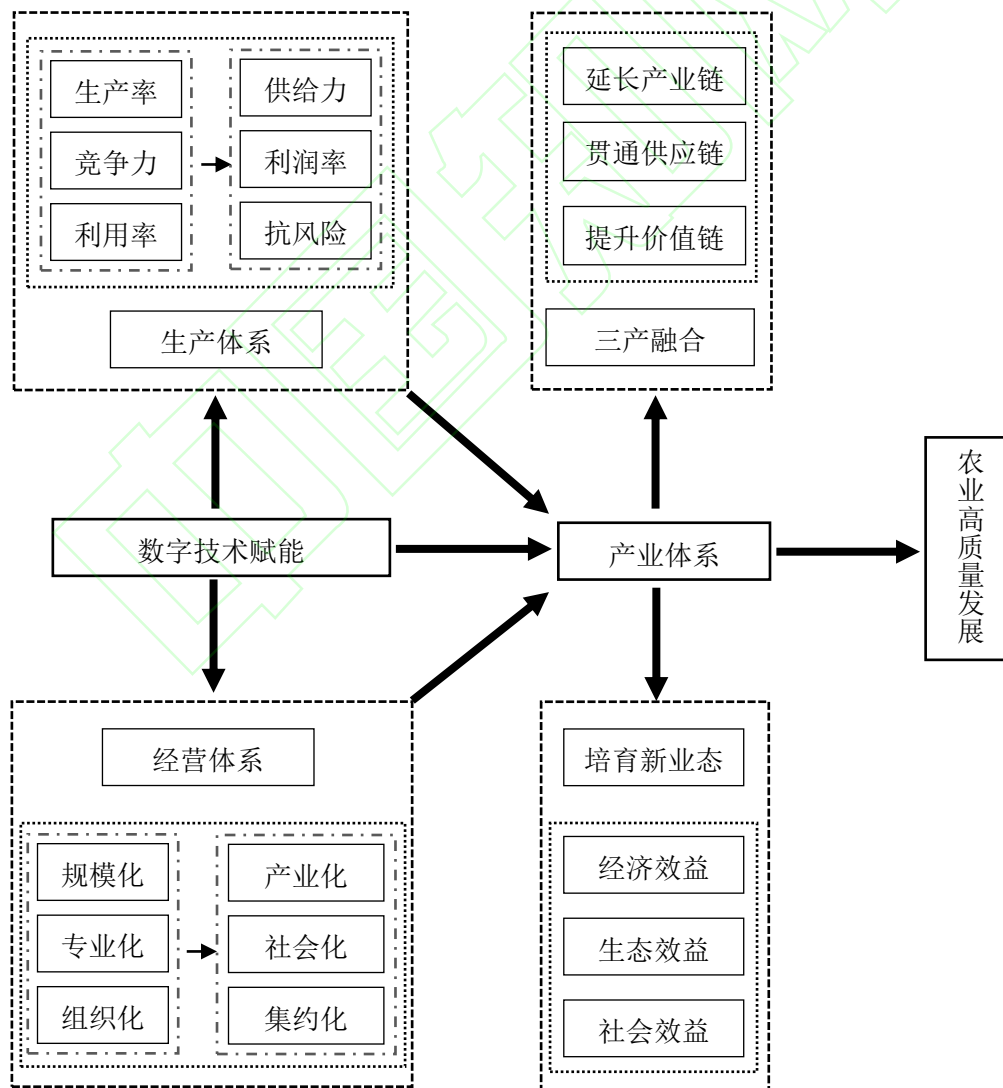 生产率
竞争力
利用率
供给力
利润率
抗风险
生产体系
延长产业链
贯通供应链
提升价值链
三产融合
数字技术赋能
产业体系
农业高质量发展
经营体系
规模化
专业化
组织化
产业化
社会化
集约化
培育新业态
经济效益
生态效益
社会效益